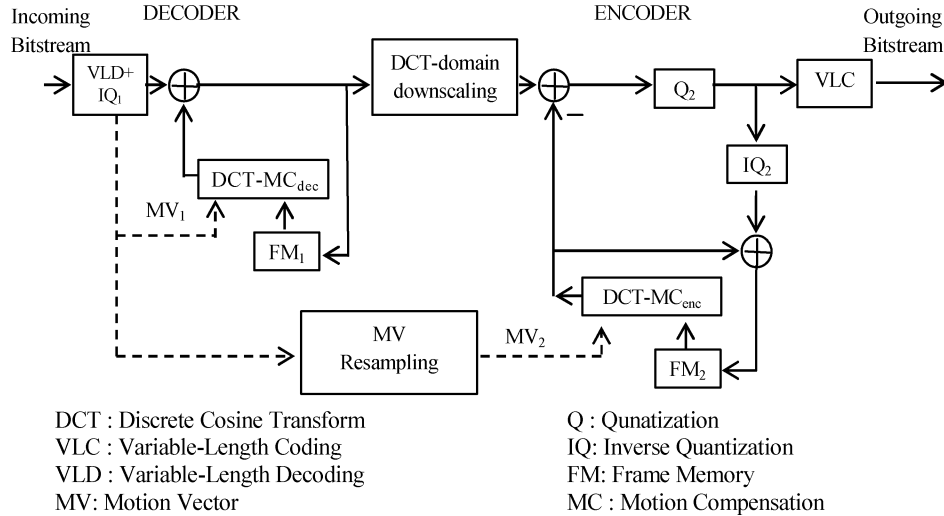 Incoming
Bitstream
DECODER
ENCODER
Outgoing
Bitstream
VLD+
IQ₁
DCT-domain
downscaling
Q₂
VLC
IQ₂
DCT-MC_dec
MV₁
FM₁
DCT-MC_enc
MV
Resampling
MV₂
FM₂
DCT : Discrete Cosine Transform
VLC : Variable-Length Coding
VLD : Variable-Length Decoding
MV: Motion Vector
Q : Qunatization
IQ: Inverse Quantization
FM: Frame Memory
MC : Motion Compensation